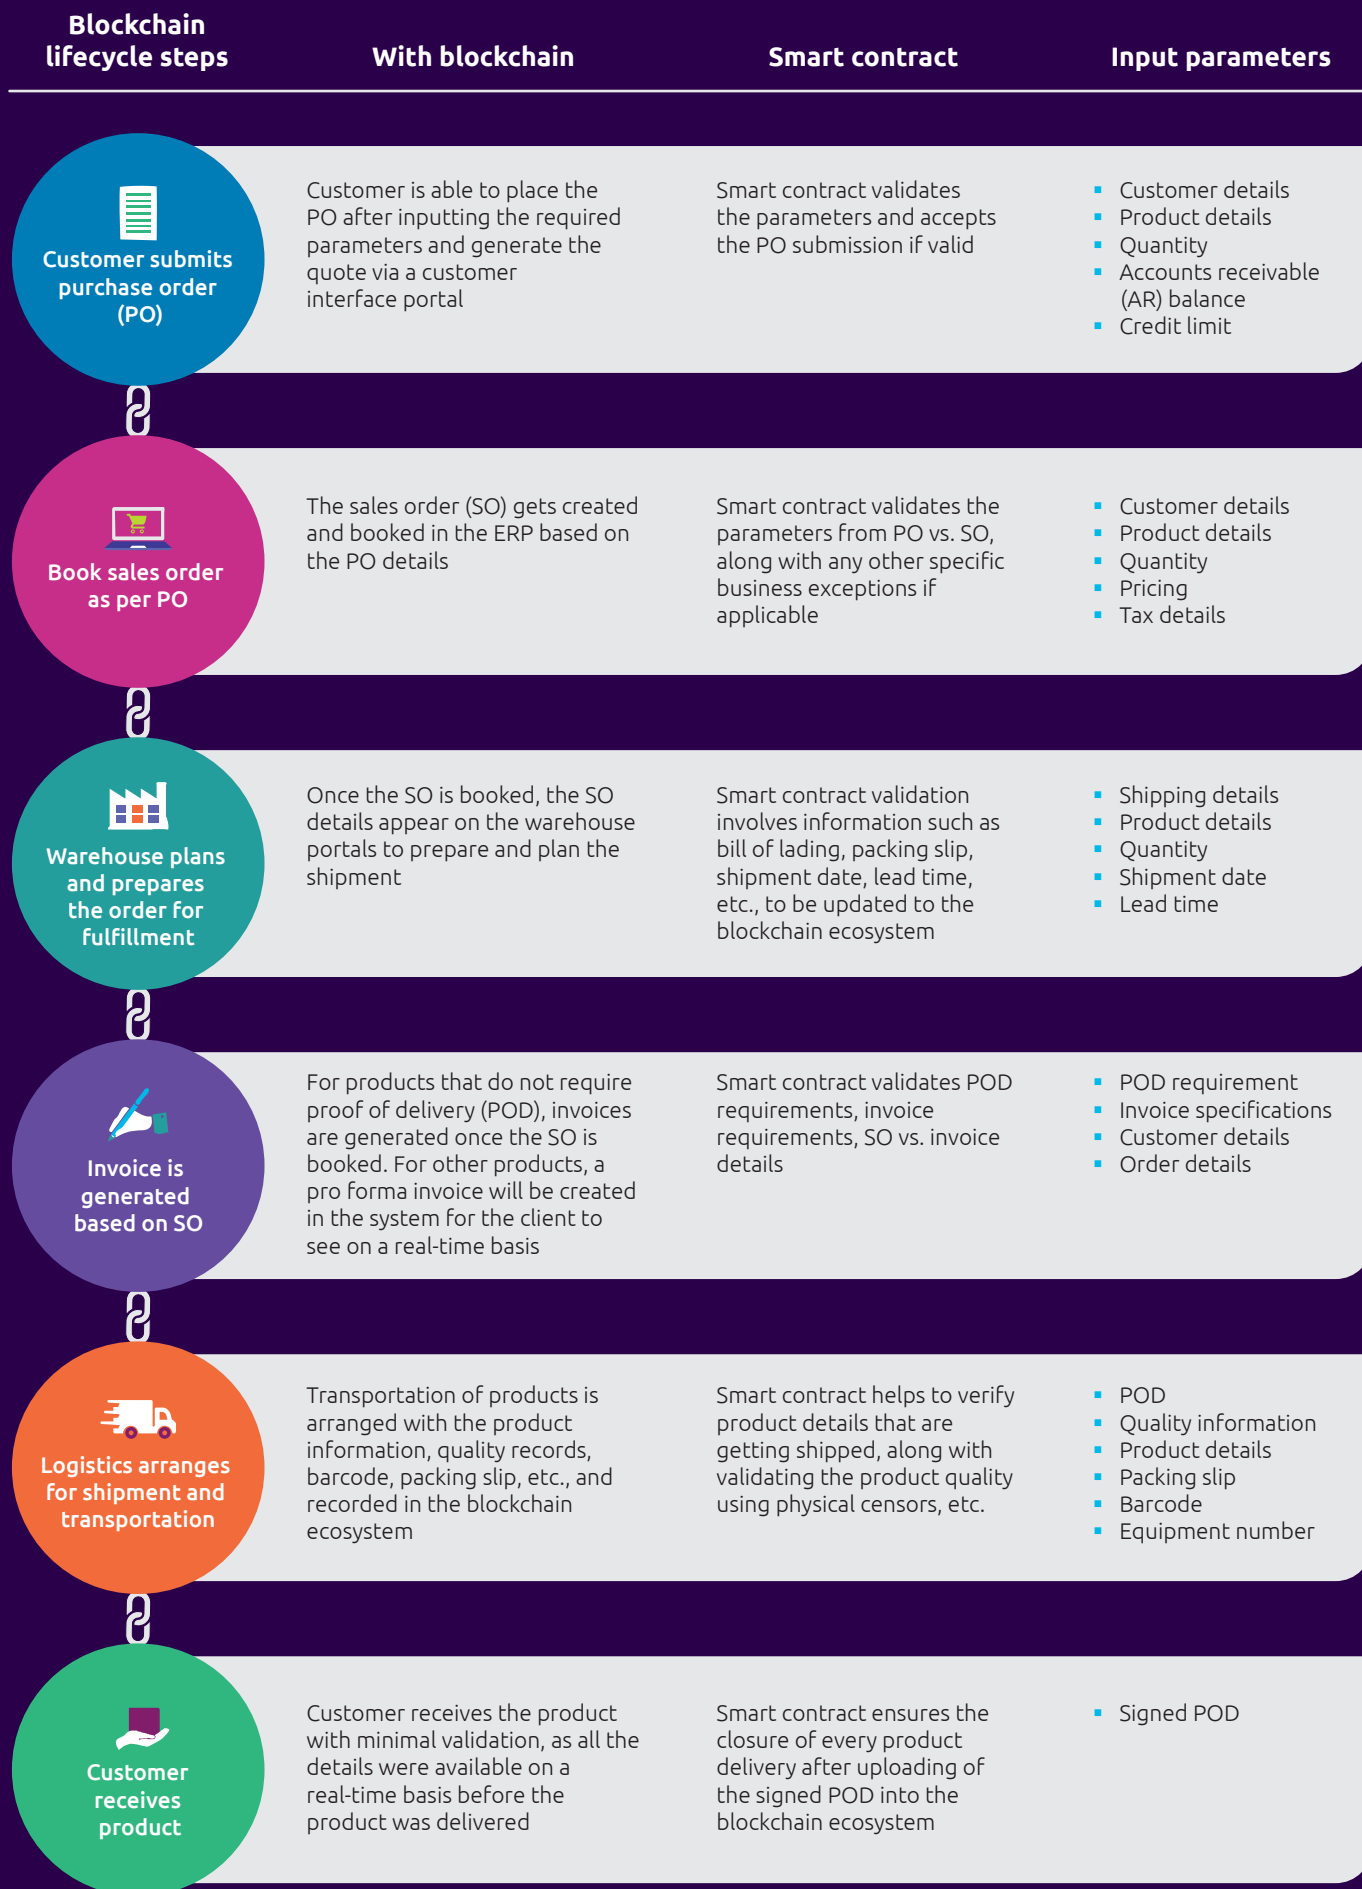 Blockchain
lifecycle steps
With blockchain
Smart contract
Input parameters
Customer submits
purchase order
(PO)
Customer is able to place the
PO after inputting the required
parameters and generate the
quote via a customer
interface portal
Smart contract validates
the parameters and accepts
the PO submission if valid
▪ Customer details
▪ Product details
▪ Quantity
▪ Accounts receivable
(AR) balance
▪ Credit limit
Book sales order
as per PO
The sales order (SO) gets created
and booked in the ERP based on
the PO details
Smart contract validates the
parameters from PO vs. SO,
along with any other specific
business exceptions if
applicable
▪ Customer details
▪ Product details
▪ Quantity
▪ Pricing
▪ Tax details
Warehouse plans
and prepares
the order for
fulfillment
Once the SO is booked, the SO
details appear on the warehouse
portals to prepare and plan the
shipment
Smart contract validation
involves information such as
bill of lading, packing slip,
shipment date, lead time,
etc., to be updated to the
blockchain ecosystem
▪ Shipping details
▪ Product details
▪ Quantity
▪ Shipment date
▪ Lead time
Invoice is
generated
based on SO
For products that do not require
proof of delivery (POD), invoices
are generated once the SO is
booked. For other products, a
pro forma invoice will be created
in the system for the client to
see on a real-time basis
Smart contract validates POD
requirements, invoice
requirements, SO vs. invoice
details
▪ POD requirement
▪ Invoice specifications
▪ Customer details
▪ Order details
Logistics arranges
for shipment and
transportation
Transportation of products is
arranged with the product
information, quality records,
barcode, packing slip, etc., and
recorded in the blockchain
ecosystem
Smart contract helps to verify
product details that are
getting shipped, along with
validating the product quality
using physical censors, etc.
▪ POD
▪ Quality information
▪ Product details
▪ Packing slip
▪ Barcode
▪ Equipment number
Customer
receives
product
Customer receives the product
with minimal validation, as all the
details were available on a
real-time basis before the
product was delivered
Smart contract ensures the
closure of every product
delivery after uploading of
the signed POD into the
blockchain ecosystem
▪ Signed POD